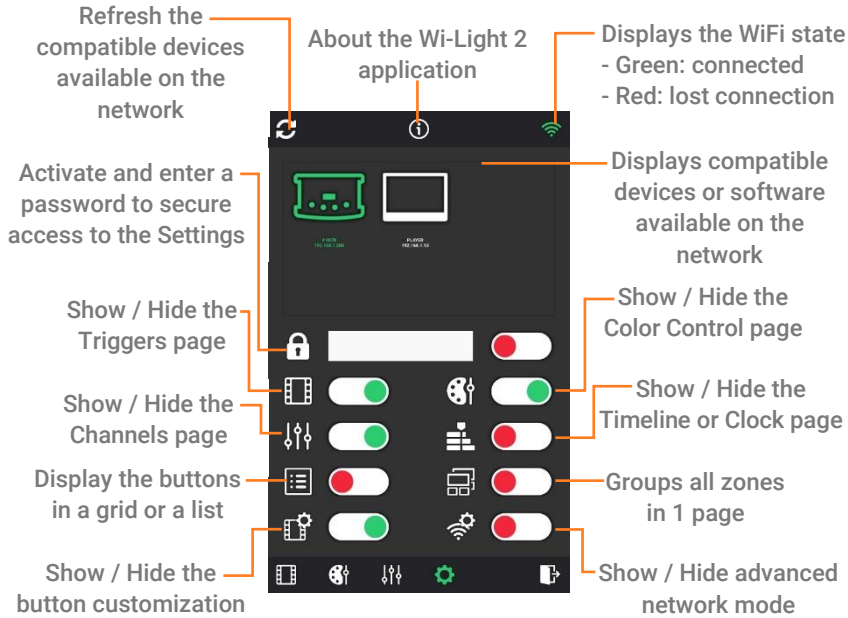 Refresh the
compatible devices
available on the
network
About the Wi-Light 2
application
Displays the WiFi state
- Green: connected
- Red: lost connection
Activate and enter a
password to secure
access to the Settings
Displays compatible
devices or software
available on the
network
PLAYER
192.168.1.13
Show / Hide the
Triggers page
Show / Hide the
Color Control page
Show / Hide the
Channels page
Show / Hide the
Timeline or Clock page
Display the buttons
in a grid or a list
Groups all zones
in 1 page
Show / Hide the
button customization
Show / Hide advanced
network mode